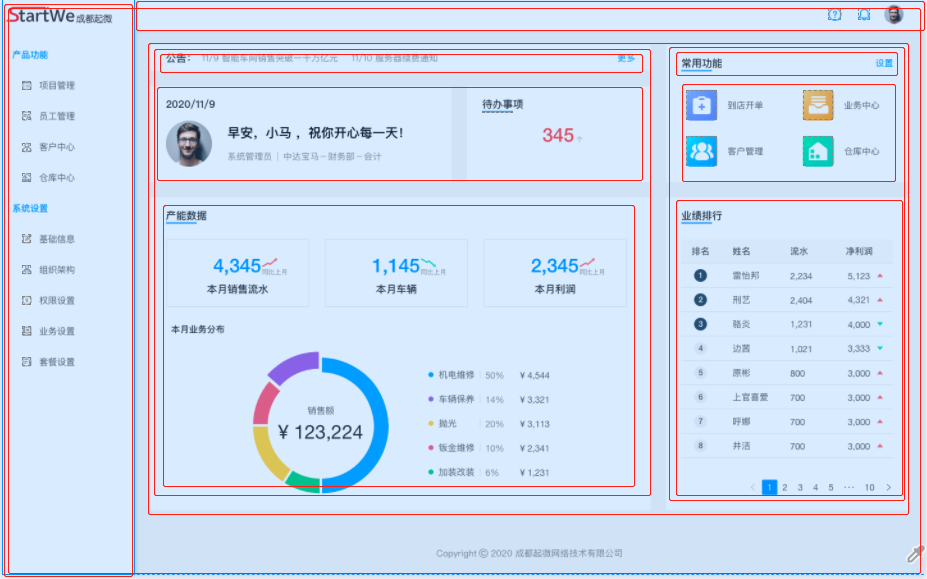 StartWe成都起微
产品功能
项目管理
员工管理
客户中心
仓库中心
系统设置
基础信息
组织架构
权限设置
业务设置
套餐设置
公告： 11/9 智能车间销售突破一千万亿元 11/10 服务器续费通知 更多
2020/11/9
早安，小马 ，祝你开心每一天！
系统管理员 | 中达宝马－财务部－会计
待办事项
345 个
产能数据
4,345 同比上月
本月销售流水
1,145 同比上月
本月车辆
2,345 同比上月
本月利润
本月业务分布
销售额
¥ 123,224
机电维修 50% ¥ 4,544
车辆保养 14% ¥ 3,321
抛光 20% ¥ 3,113
钣金维修 10% ¥ 2,341
加装改装 6% ¥ 1,231
常用功能 设置
到店开单 业务中心
客户管理 仓库中心
业绩排行
排名 姓名 流水 净利润
1 雷怡邦 2,234 5,123
2 刑艺 2,404 4,321
3 骆炎 1,231 4,000
4 边茜 1,021 3,333
5 原彬 800 3,000
6 上官喜爱 700 3,000
7 呼娜 700 3,000
8 井洁 700 3,000
< 1 2 3 4 5 ··· 10 >
Copyright © 2020 成都起微网络技术有限公司